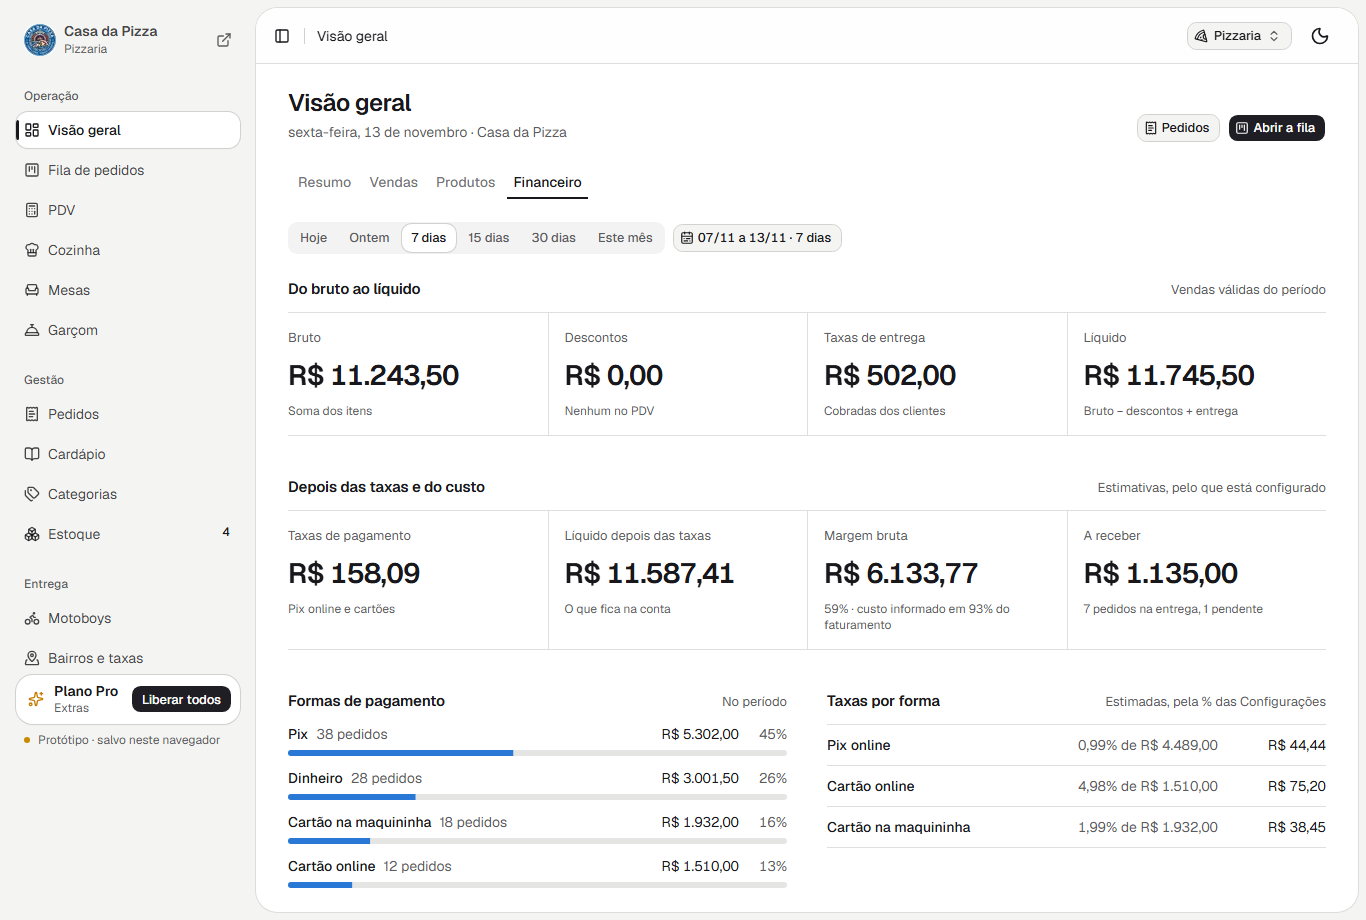 Casa da Pizza
Pizzaria
Operação
Visão geral
Fila de pedidos
PDV
Cozinha
Mesas
Garçom
Gestão
Pedidos
Cardápio
Categorias
Estoque 4
Entrega
Motoboys
Bairros e taxas
Plano Pro
Extras
Liberar todos
Protótipo · salvo neste navegador
Visão geral
Pizzaria
Visão geral
sexta-feira, 13 de novembro · Casa da Pizza
Pedidos
Abrir a fila
Resumo Vendas Produtos Financeiro
Hoje Ontem 7 dias 15 dias 30 dias Este mês 07/11 a 13/11 · 7 dias
Do bruto ao líquido Vendas válidas do período
Bruto
R$ 11.243,50
Soma dos itens
Descontos
R$ 0,00
Nenhum no PDV
Taxas de entrega
R$ 502,00
Cobradas dos clientes
Líquido
R$ 11.745,50
Bruto − descontos + entrega
Depois das taxas e do custo Estimativas, pelo que está configurado
Taxas de pagamento
R$ 158,09
Pix online e cartões
Líquido depois das taxas
R$ 11.587,41
O que fica na conta
Margem bruta
R$ 6.133,77
59% · custo informado em 93% do
faturamento
A receber
R$ 1.135,00
7 pedidos na entrega, 1 pendente
Formas de pagamento No período
Pix 38 pedidos R$ 5.302,00 45%
Dinheiro 28 pedidos R$ 3.001,50 26%
Cartão na maquininha 18 pedidos R$ 1.932,00 16%
Cartão online 12 pedidos R$ 1.510,00 13%
Taxas por forma Estimadas, pela % das Configurações
Pix online 0,99% de R$ 4.489,00 R$ 44,44
Cartão online 4,98% de R$ 1.510,00 R$ 75,20
Cartão na maquininha 1,99% de R$ 1.932,00 R$ 38,45